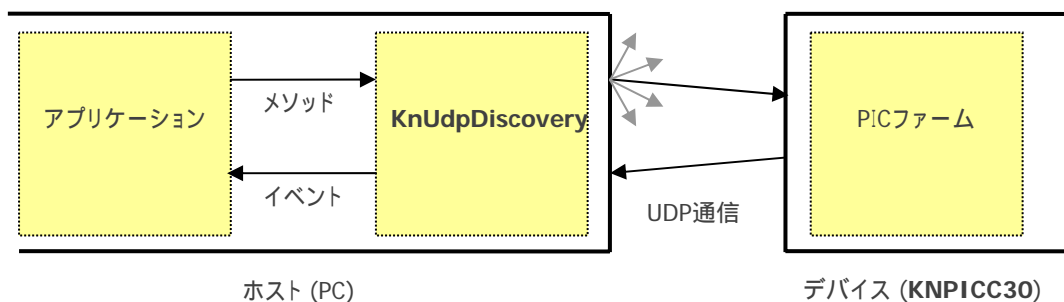 アプリケーション
メソッド
KnUdpDiscovery
イベント
UDP通信
PICファーム
ホスト (PC)
デバイス (KNPICC30)